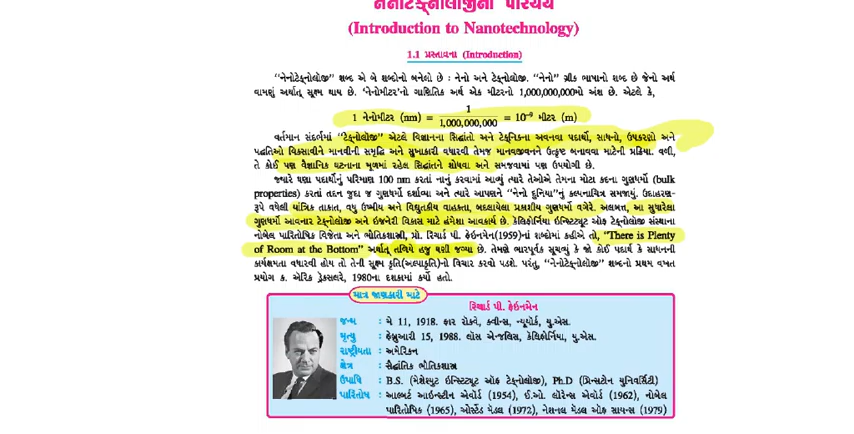 નેનોટેક્નોલોજીનો પરિચય
(Introduction to Nanotechnology)
1.1 પ્રસ્તાવના (Introduction)
"નેનોટેક્નોલોજી" શબ્દ એ બે શબ્દોનો બનેલો છે : નેનો અને ટેક્નોલોજી. "નેનો" ગ્રીક ભાષાનો શબ્દ છે જેનો અર્થ
વામણું અર્થાત્ સૂક્ષ્મ થાય છે. 'નેનોમીટર'નો ગાણિતિક અર્થ એક મીટરનો 1,000,000,000મો અંશ છે. એટલે કે,
1 નેનોમીટર (nm) = 1/1,000,000,000 = 10⁻⁹ મીટર (m)
વર્તમાન સંદર્ભમાં "ટેક્નોલોજી" એટલે વિજ્ઞાનના સિદ્ધાંતો અને ટેક્નિકના અવનવા પદાર્થો, સાધનો, ઉપકરણો અને
પદ્ધતિઓ વિકસાવીને માનવીની સમૃદ્ધિ અને સુખાકારી વધારવી તેમજ માનવજીવનને ઉત્કૃષ્ટ બનાવવા માટેની પ્રક્રિયા. વળી,
તે કોઈ પણ વૈજ્ઞાનિક ઘટનાના મૂળમાં રહેલ સિદ્ધાંતને શોધવા અને સમજવામાં પણ ઉપયોગી છે.
જ્યારે ઘણા પદાર્થોનું પરિમાણ 100 nm કરતાં નાનું કરવામાં આવ્યું ત્યારે તેઓએ તેમના મોટા કદના ગુણધર્મો (bulk
properties) કરતાં તદ્દન જુદા જ ગુણધર્મો દર્શાવ્યા અને ત્યારે આપણને "નેનો દુનિયા"નું કલ્પનાચિત્ર સમજાયું. ઉદાહરણ-
રૂપે વધેલી યાંત્રિક તાકાત, વધુ ઉષ્મીય અને વિદ્યુતકીય વાહકતા, બદલાયેલા પ્રકાશીય ગુણધર્મો વગેરે. અલબત્ત, આ સુધારેલા
ગુણધર્મો આવનાર ટેક્નોલોજી અને ઇજનેરી વિકાસ માટે હંમેશા આવકાર્ય છે. કેલિફોર્નિયા ઇન્સ્ટિટ્યૂટ ઑફ ટેક્નોલોજી સંસ્થાના
નોબેલ પારિતોષિક વિજેતા અને ભૌતિકશાસ્ત્રી, પ્રો. રિચાર્ડ પી. ફેઇનમેન(1959)નાં શબ્દોમાં કહીએ તો, "There is Plenty
of Room at the Bottom" અર્થાત્ તળિયે હજુ ઘણી જગ્યા છે. તેમણે ભારપૂર્વક સૂચવ્યું કે જો કોઈ પદાર્થ કે સાધનની
કાર્યક્ષમતા વધારવી હોય તો તેની સૂક્ષ્મ કૃતિ(અલ્પાકૃતિ)નો વિચાર કરવો પડશે. પરંતુ, "નેનોટેક્નોલોજી" શબ્દનો પ્રથમ વખત
પ્રયોગ ક. એરિક ડ્રેક્સલરે, 1980ના દશકામાં કર્યો હતો.
માત્ર જાણકારી માટે
રિચાર્ડ પી. ફેઇનમેન
જન્મ : મે 11, 1918. ફાર રોકવે, ક્વીન્સ, ન્યૂયોર્ક, યુ.એસ.
મૃત્યુ : ફેબ્રુઆરી 15, 1988. લોસ એન્જલિસ, કેલિફોર્નિયા, યુ.એસ.
રાષ્ટ્રીયતા : અમેરિકન
ક્ષેત્ર : સૈદ્ધાંતિક ભૌતિકશાસ્ત્ર
ઉપાધિ : B.S. (મેશેચ્યુટ ઇન્સ્ટિટ્યૂટ ઑફ ટેક્નોલોજી), Ph.D (પ્રિન્સટોન યુનિવર્સિટી)
પારિતોષ : આલ્બર્ટ આઇન્સ્ટીન એવોર્ડ (1954), ઈ.ઓ. લોરેન્સ એવોર્ડ (1962), નોબેલ
પારિતોષિક (1965), ઓર્સ્ટેડ મેડલ (1972), નેશનલ મેડલ ઑફ સાયન્સ (1979)